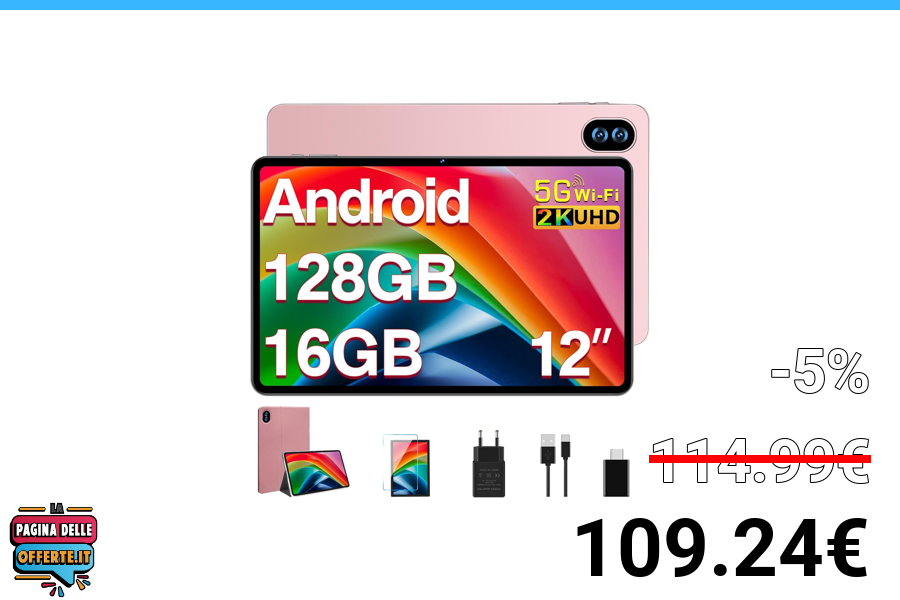 Android
5G Wi-Fi
2K UHD
128GB
16GB
12"
-5%
114.99€
109.24€
LA
PAGINA DELLE
OFFERTE.IT